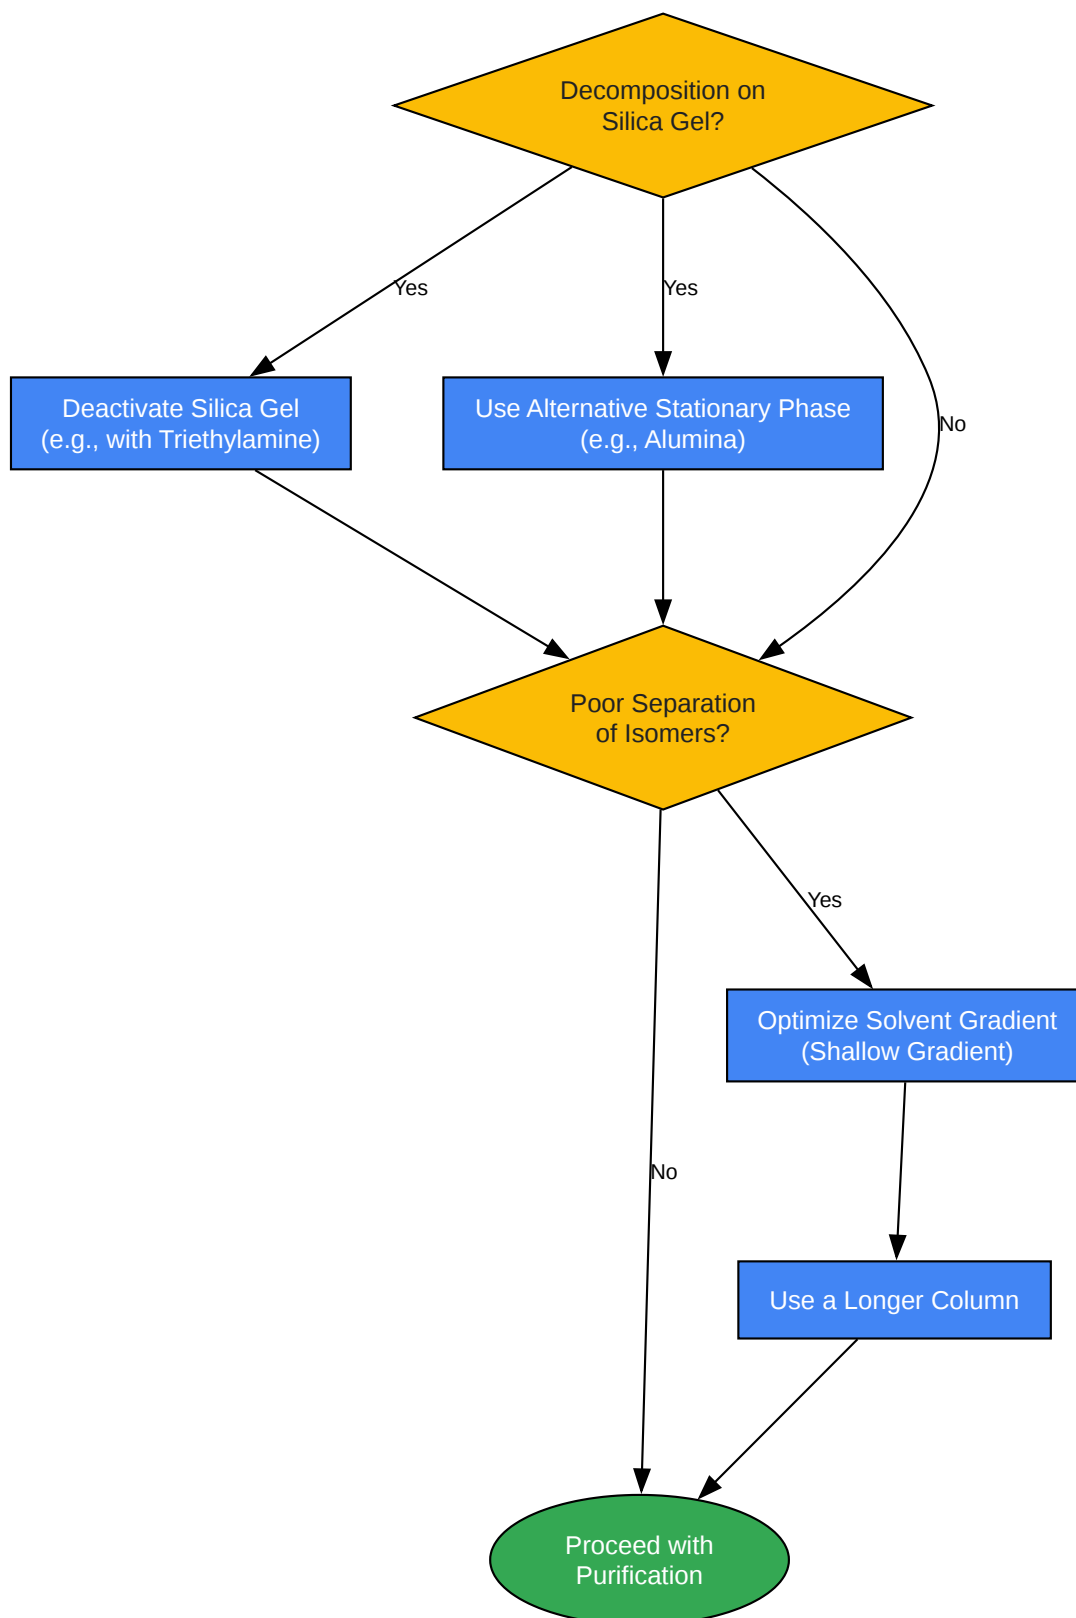 Decomposition on
Silica Gel?
Yes
Yes
Deactivate Silica Gel
(e.g., with Triethylamine)
Use Alternative Stationary Phase
(e.g., Alumina)
No
Poor Separation
of Isomers?
Yes
Optimize Solvent Gradient
(Shallow Gradient)
No
Use a Longer Column
Proceed with
Purification